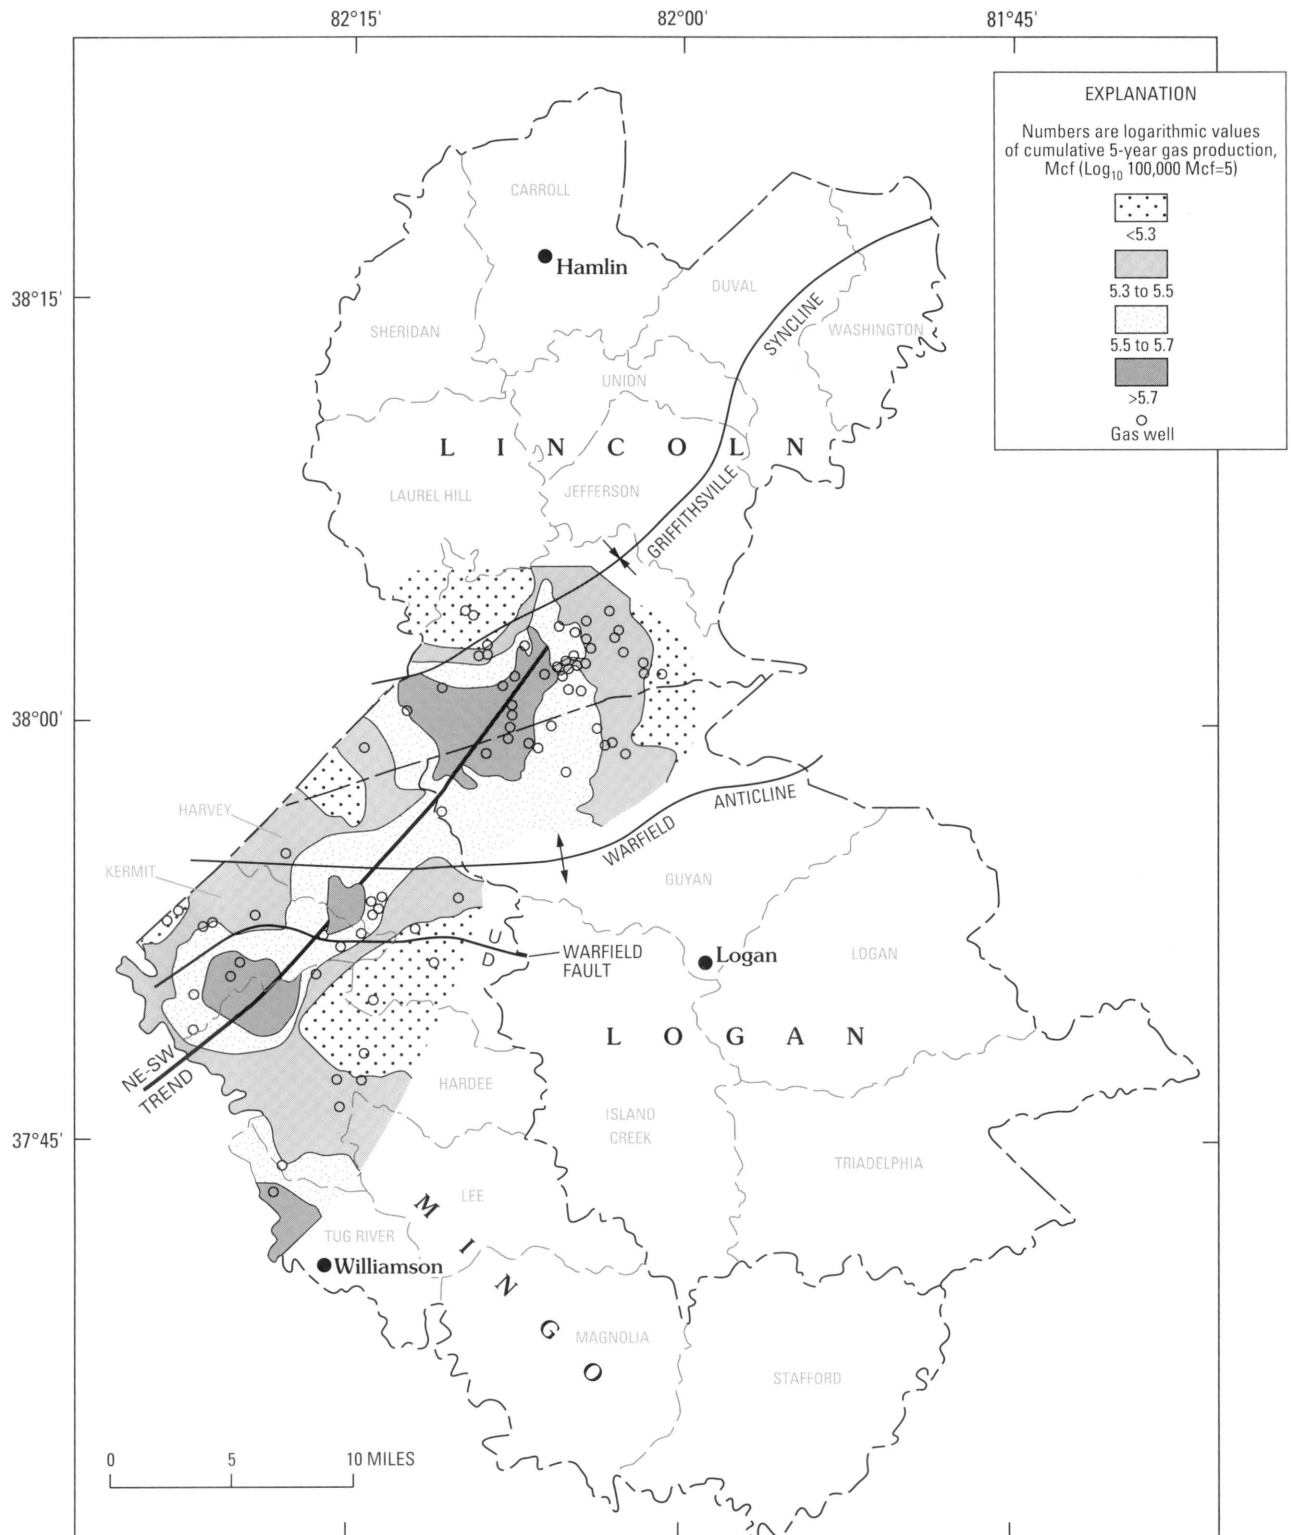 82°15'
82°00'
81°45'
EXPLANATION
Numbers are logarithmic values
of cumulative 5-year gas production,
Mcf (Log₁₀ 100,000 Mcf=5)
<5.3
5.3 to 5.5
5.5 to 5.7
>5.7
Gas well
CARROLL
Hamlin
38°15'
DUVAL
SHERIDAN
SYNCLINE
WASHINGTON
UNION
LINCOLN
LAUREL HILL
JEFFERSON
GRIFFITHSVILLE
38°00'
HARVEY
ANTICLINE
WARFIELD
KERMIT
GUYAN
U
D
WARFIELD
FAULT
Logan
LOGAN
LOGAN
NE-SW
TREND
HARDEE
ISLAND
CREEK
37°45'
TRIADELPHIA
LEE
MINGO
TUG RIVER
Williamson
MAGNOLIA
STAFFORD
0 5 10 MILES